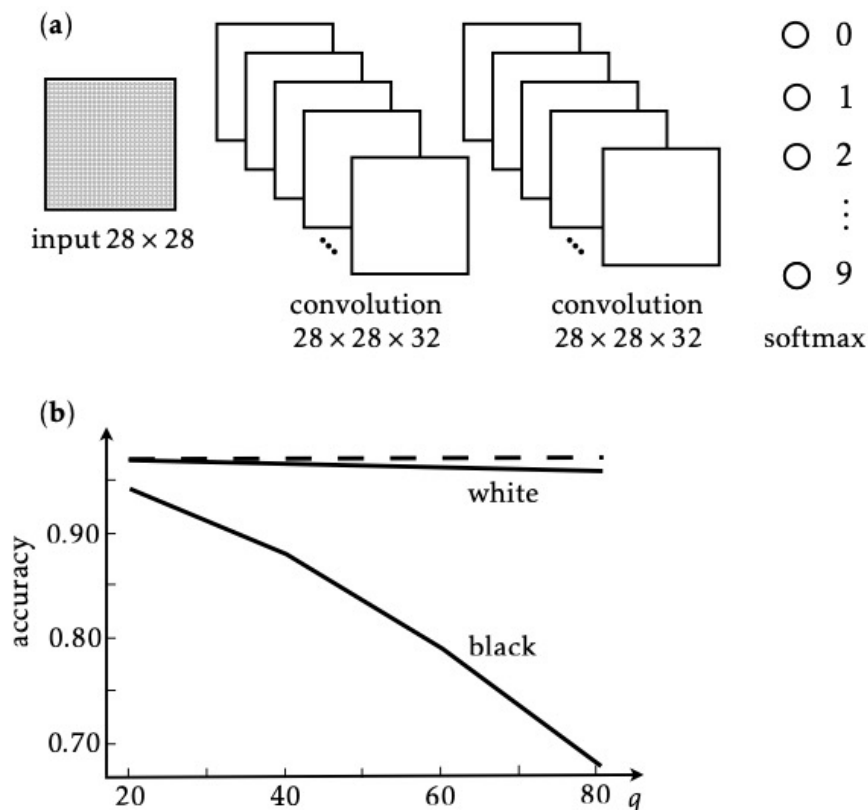 (a)
0
1
2
⋮
9
input 28 × 28
convolution
28 × 28 × 32
convolution
28 × 28 × 32
softmax
(b)
accuracy
0.90
0.80
0.70
white
black
20
40
60
80
q